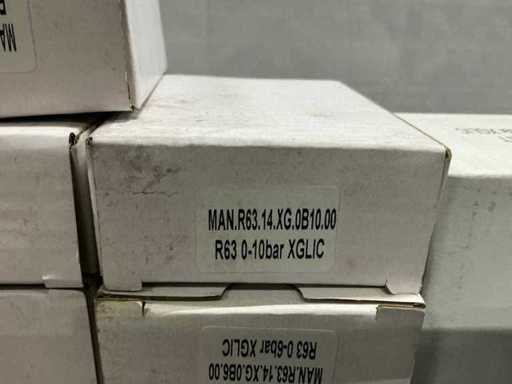 MAN.R63.14.XG.0B10.00
R63 0-10bar XGLIC
MAN.R63.14.XG.0B6.00
R63 0-6bar XGLIC
MAN.R